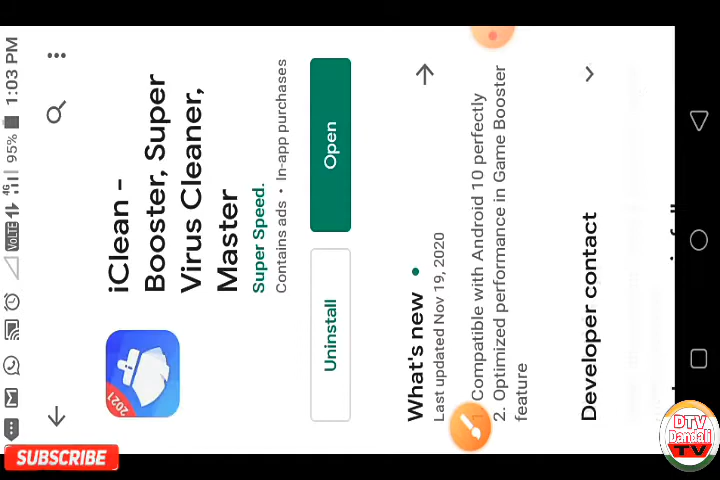 1:03 PM
95%
4G
VoLTE
iClean -
Booster, Super
Virus Cleaner,
Master
Super Speed.
Contains ads • In-app purchases
2021
Uninstall
Open
What's new •
Last updated Nov 19, 2020
Compatible with Android 10 perfectly
2. Optimized performance in Game Booster
feature
Developer contact
SUBSCRIBE
DTV
Dandali
TV